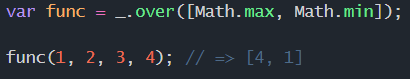 var func = _.over([Math.max, Math.min]);
func(1, 2, 3, 4); // => [4, 1]